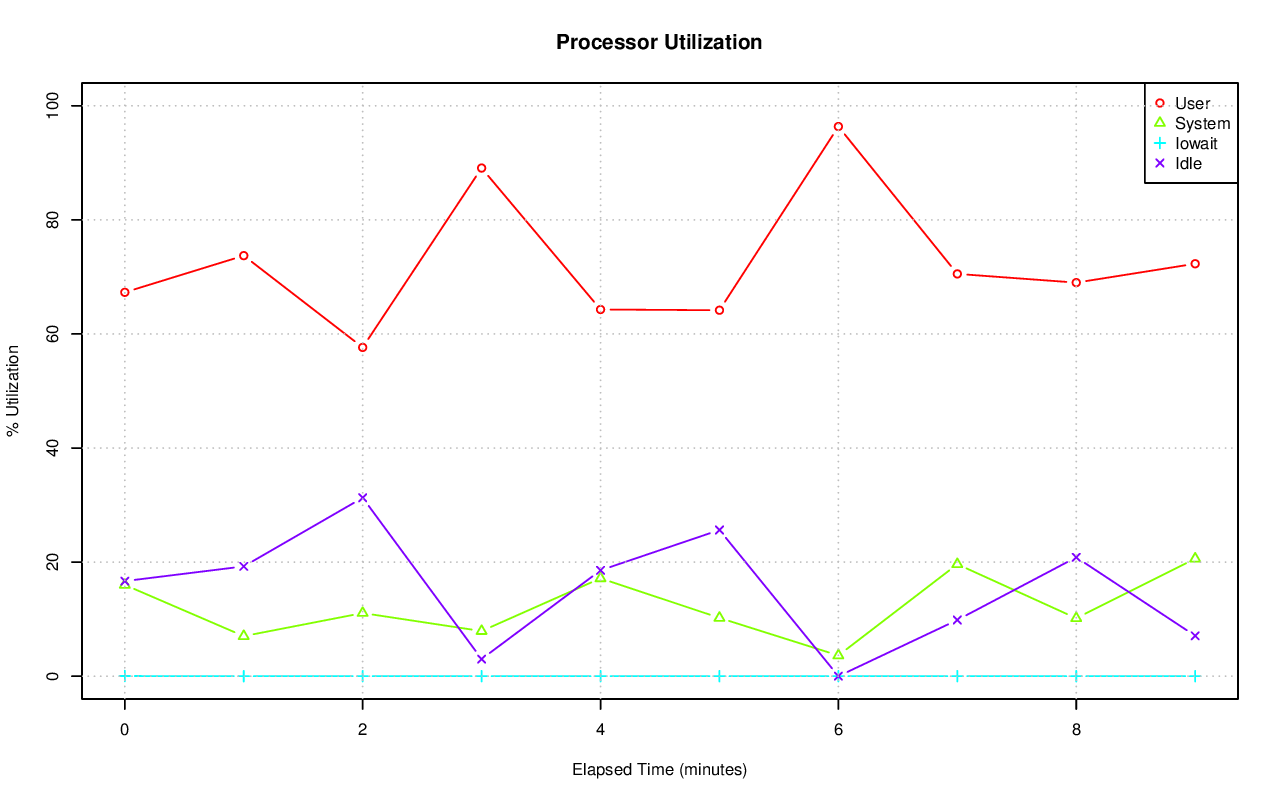 Processor Utilization
User
System
Iowait
Idle
% Utilization
100
80
60
40
20
0
0 2 4 6 8
Elapsed Time (minutes)